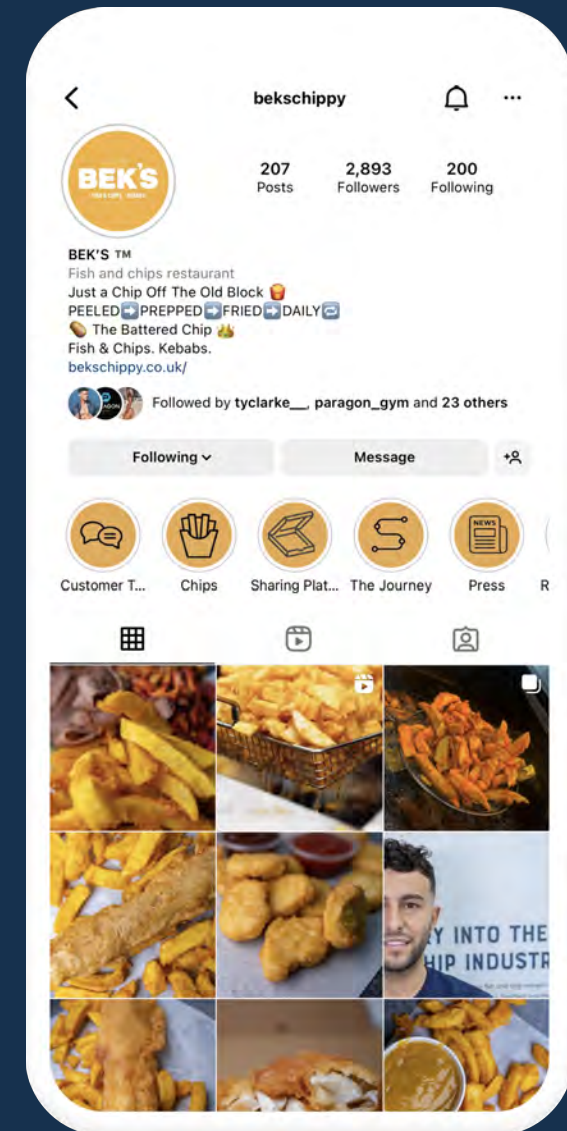 bekschippy
BEK'S
207 2,893 200
Posts Followers Following
BEK'S ™
Fish and chips restaurant
Just a Chip Off The Old Block 🍟
PEELED➡️PREPPED➡️FRIED➡️DAILY🔁
🥔 The Battered Chip 👑
Fish & Chips. Kebabs.
bekschippy.co.uk/
Followed by tyclarke__, paragon_gym and 23 others
Following Message
NEWS
Customer T... Chips Sharing Plat... The Journey Press R
Y INTO THE
HIP INDUSTR